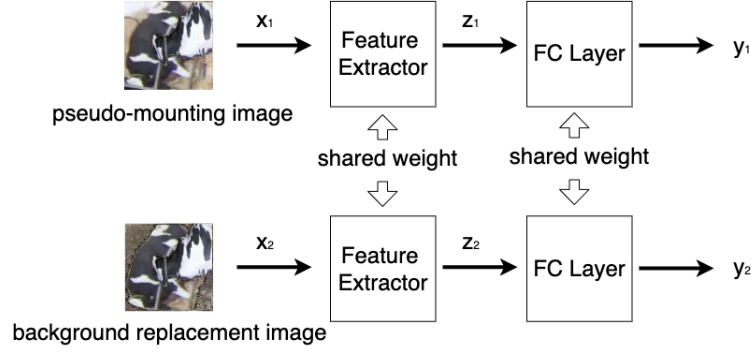 x₁
Feature
Extractor
z₁
FC Layer
y₁
pseudo-mounting image
shared weight
shared weight
x₂
Feature
Extractor
z₂
FC Layer
y₂
background replacement image